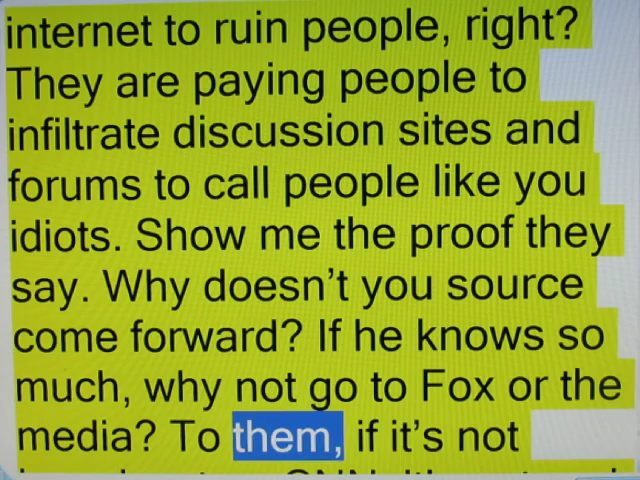 internet to ruin people, right?
They are paying people to
infiltrate discussion sites and
forums to call people like you
idiots. Show me the proof they
say. Why doesn’t you source
come forward? If he knows so
much, why not go to Fox or the
media? To them, if it’s not
CNN